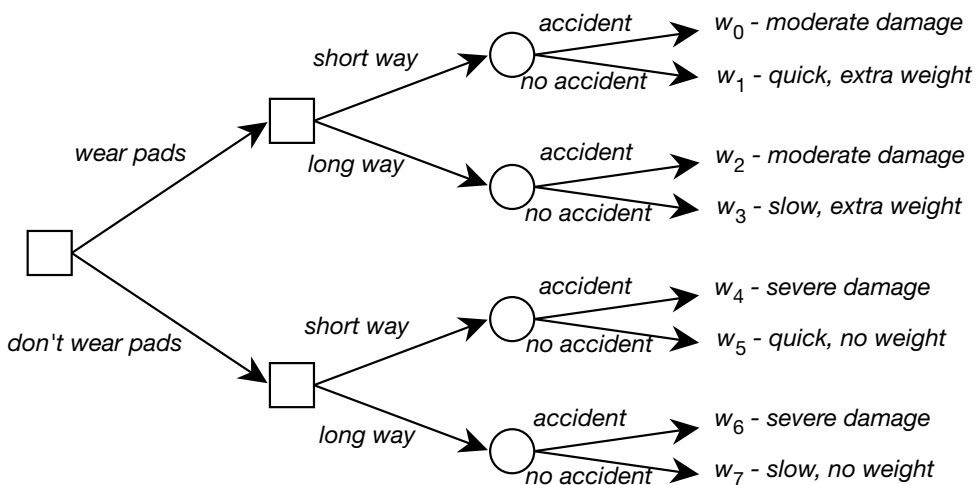 accident
w0 - moderate damage
short way
no accident
w1 - quick, extra weight
wear pads
accident
w2 - moderate damage
long way
no accident
w3 - slow, extra weight
accident
w4 - severe damage
short way
don't wear pads
no accident
w5 - quick, no weight
accident
w6 - severe damage
long way
no accident
w7 - slow, no weight